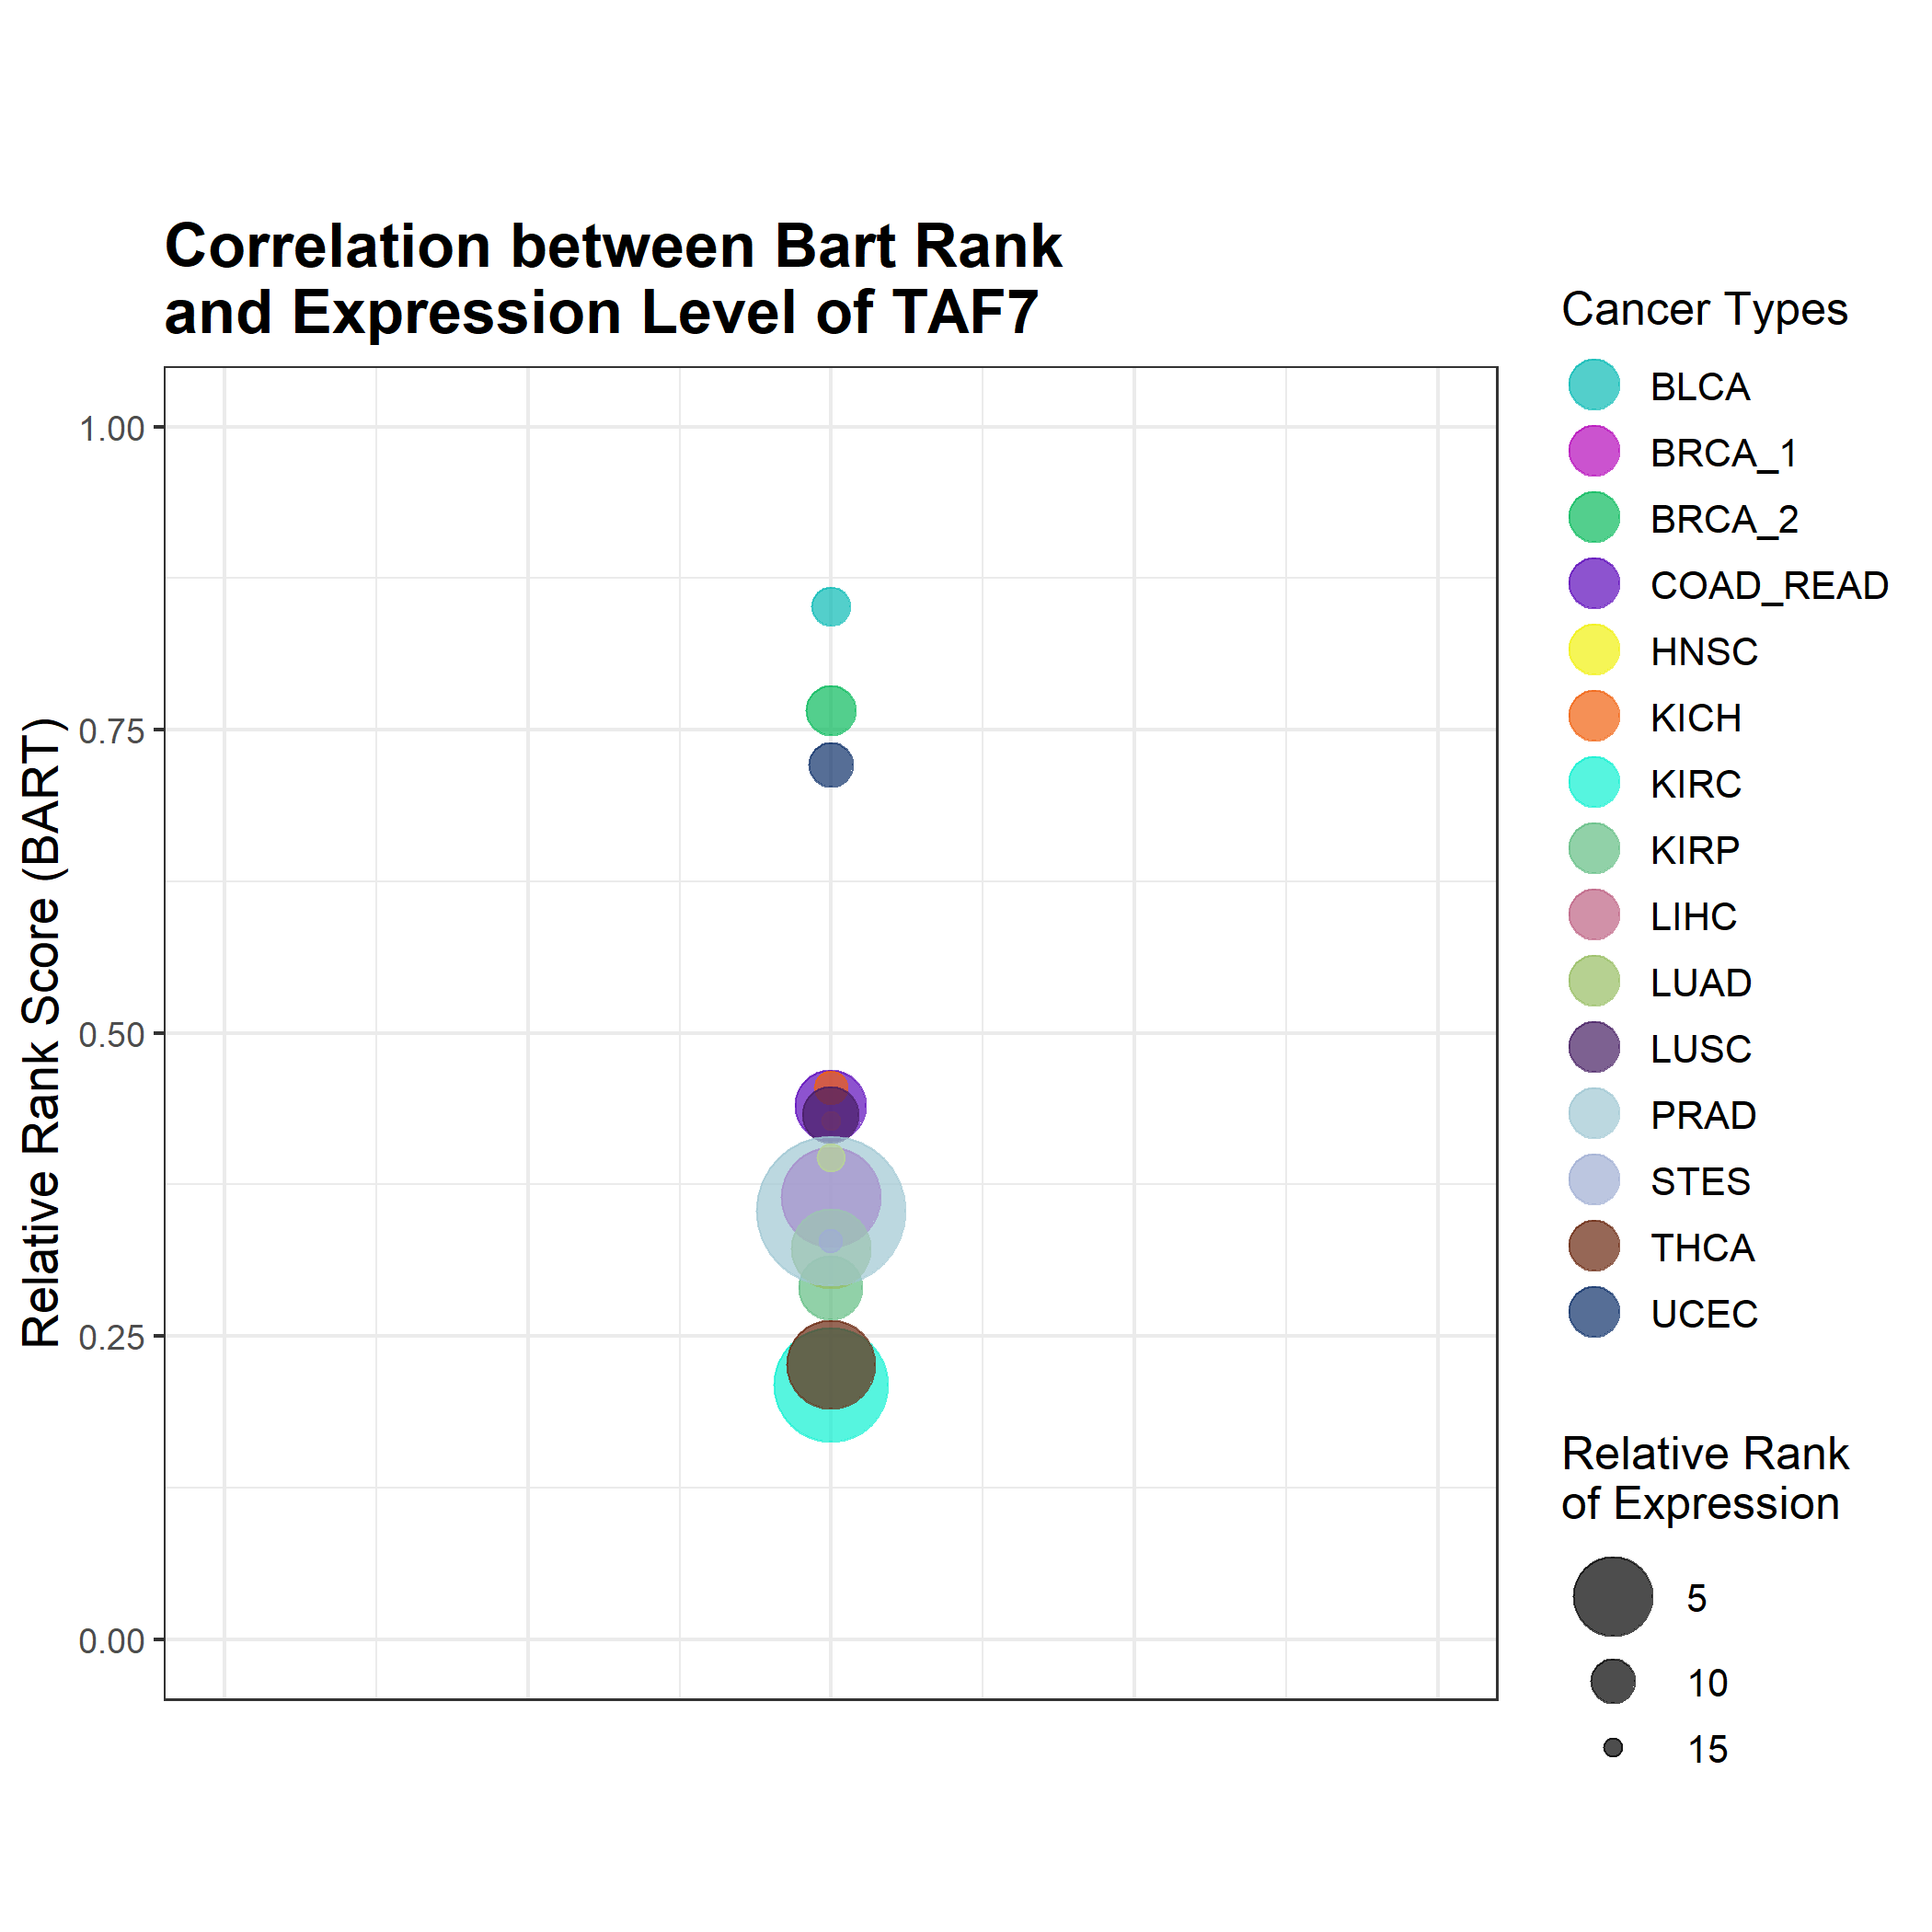 Correlation between Bart Rank
and Expression Level of TAF7
Relative Rank Score (BART)
1.00
0.75
0.50
0.25
0.00
Cancer Types
BLCA
BRCA_1
BRCA_2
COAD_READ
HNSC
KICH
KIRC
KIRP
LIHC
LUAD
LUSC
PRAD
STES
THCA
UCEC
Relative Rank
of Expression
5
10
15